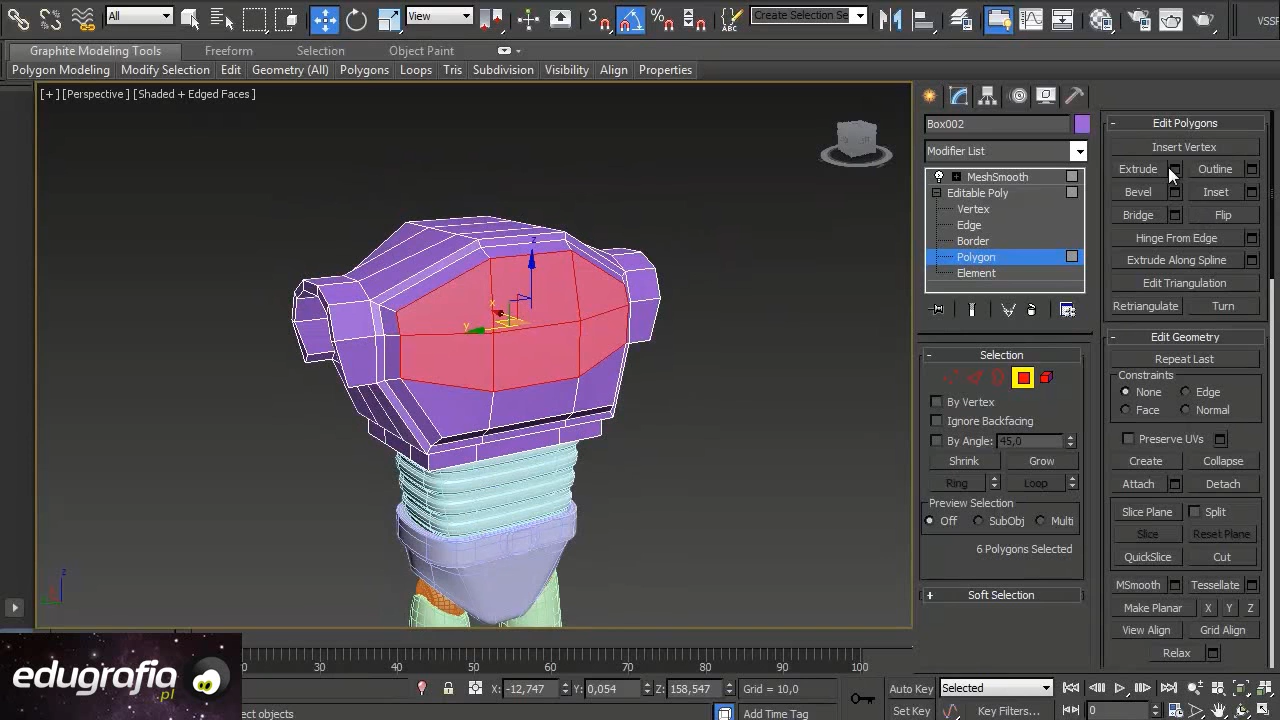 All
View
Create Selection Se
VSSF
Graphite Modeling Tools Freeform Selection Object Paint
Polygon Modeling Modify Selection Edit Geometry (All) Polygons Loops Tris Subdivision Visibility Align Properties
[ + ] [Perspective ] [Shaded + Edged Faces ]
Box002
Modifier List
MeshSmooth
Editable Poly
Vertex
Edge
Border
Polygon
Element
Selection
By Vertex
Ignore Backfacing
By Angle: 45,0
Shrink Grow
Ring Loop
Preview Selection
Off SubObj Multi
6 Polygons Selected
Soft Selection
Edit Polygons
Insert Vertex
Extrude Outline
Bevel Inset
Bridge Flip
Hinge From Edge
Extrude Along Spline
Edit Triangulation
Retriangulate Turn
Edit Geometry
Repeat Last
Constraints
None Edge
Face Normal
Preserve UVs
Create Collapse
Attach Detach
Slice Plane Split
Slice Reset Plane
QuickSlice Cut
MSmooth Tessellate
Make Planar X Y Z
View Align Grid Align
Relax
z
x
y
z
edugrafia
.pl
30 40 50 60 70 80 90 100
X: -12,747 Y: 0,054 Z: 158,547 Grid = 10,0
ect objects
Add Time Tag
Auto Key Selected
Set Key Key Filters...
0